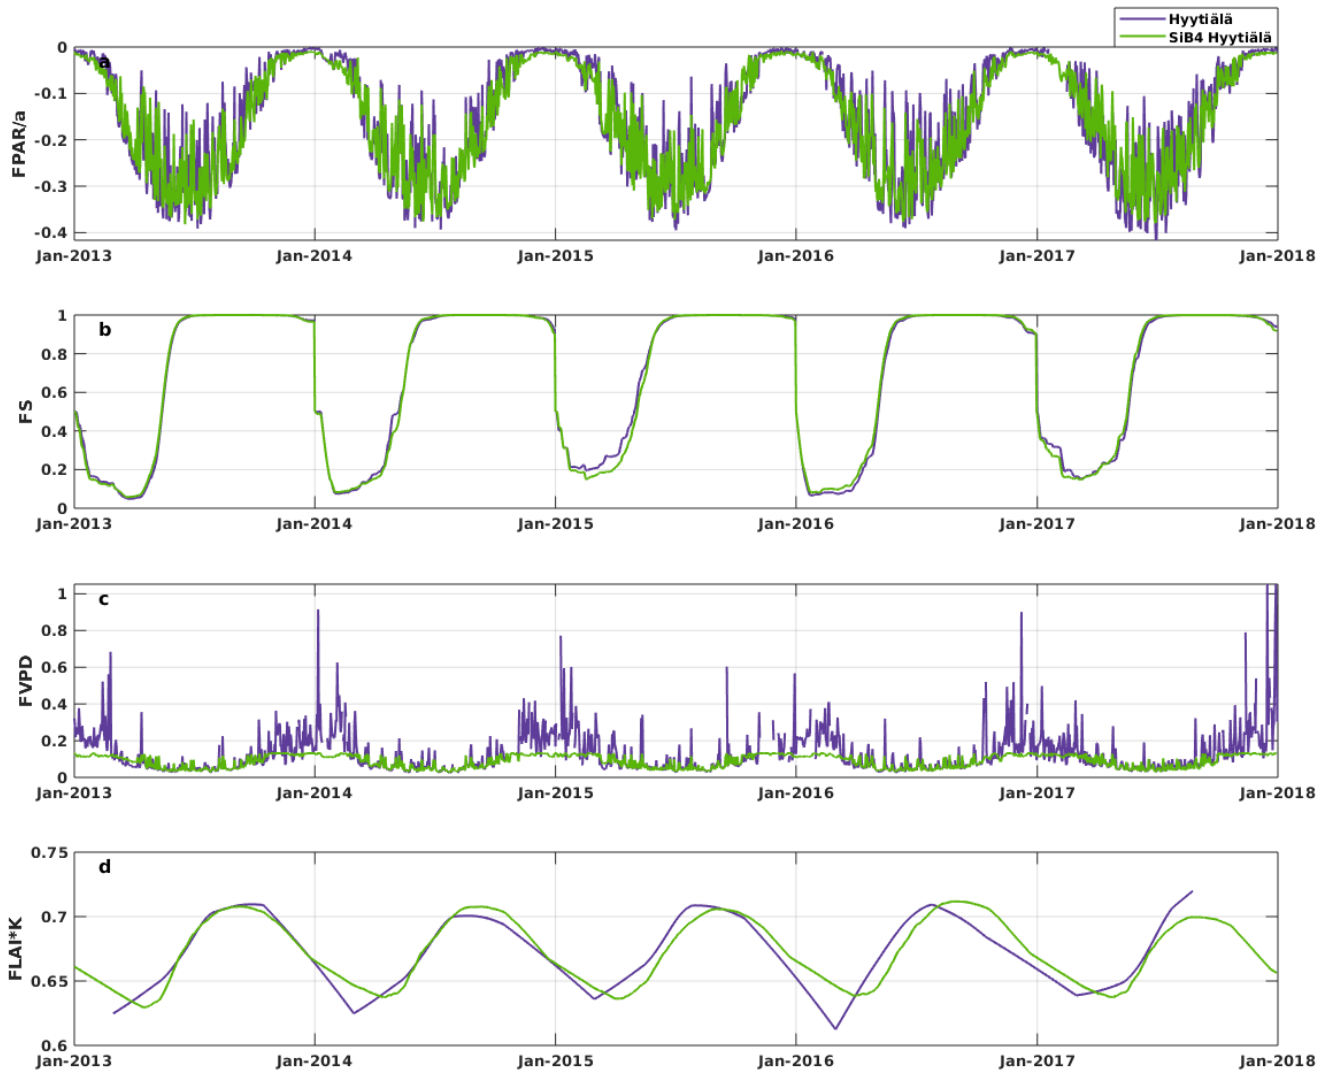 Hyytiälä
SiB4 Hyytiälä
a
FPAR/a
0
-0.1
-0.2
-0.3
-0.4
Jan-2013 Jan-2014 Jan-2015 Jan-2016 Jan-2017 Jan-2018
b
FS
1
0.8
0.6
0.4
0.2
0
Jan-2013 Jan-2014 Jan-2015 Jan-2016 Jan-2017 Jan-2018
c
FVPD
1
0.8
0.6
0.4
0.2
0
Jan-2013 Jan-2014 Jan-2015 Jan-2016 Jan-2017 Jan-2018
d
FLAI*K
0.75
0.7
0.65
0.6
Jan-2013 Jan-2014 Jan-2015 Jan-2016 Jan-2017 Jan-2018